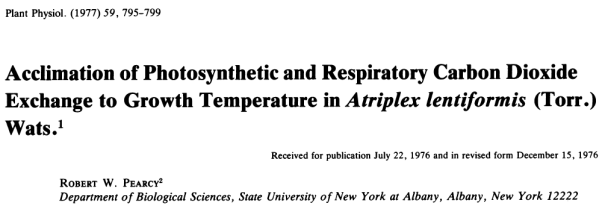 Plant Physiol. (1977) 59, 795-799
Acclimation of Photosynthetic and Respiratory Carbon Dioxide
Exchange to Growth Temperature in Atriplex lentiformis (Torr.)
Wats.¹
Received for publication July 22, 1976 and in revised form December 15, 1976
ROBERT W. PEARCY²
Department of Biological Sciences, State University of New York at Albany, Albany, New York 12222